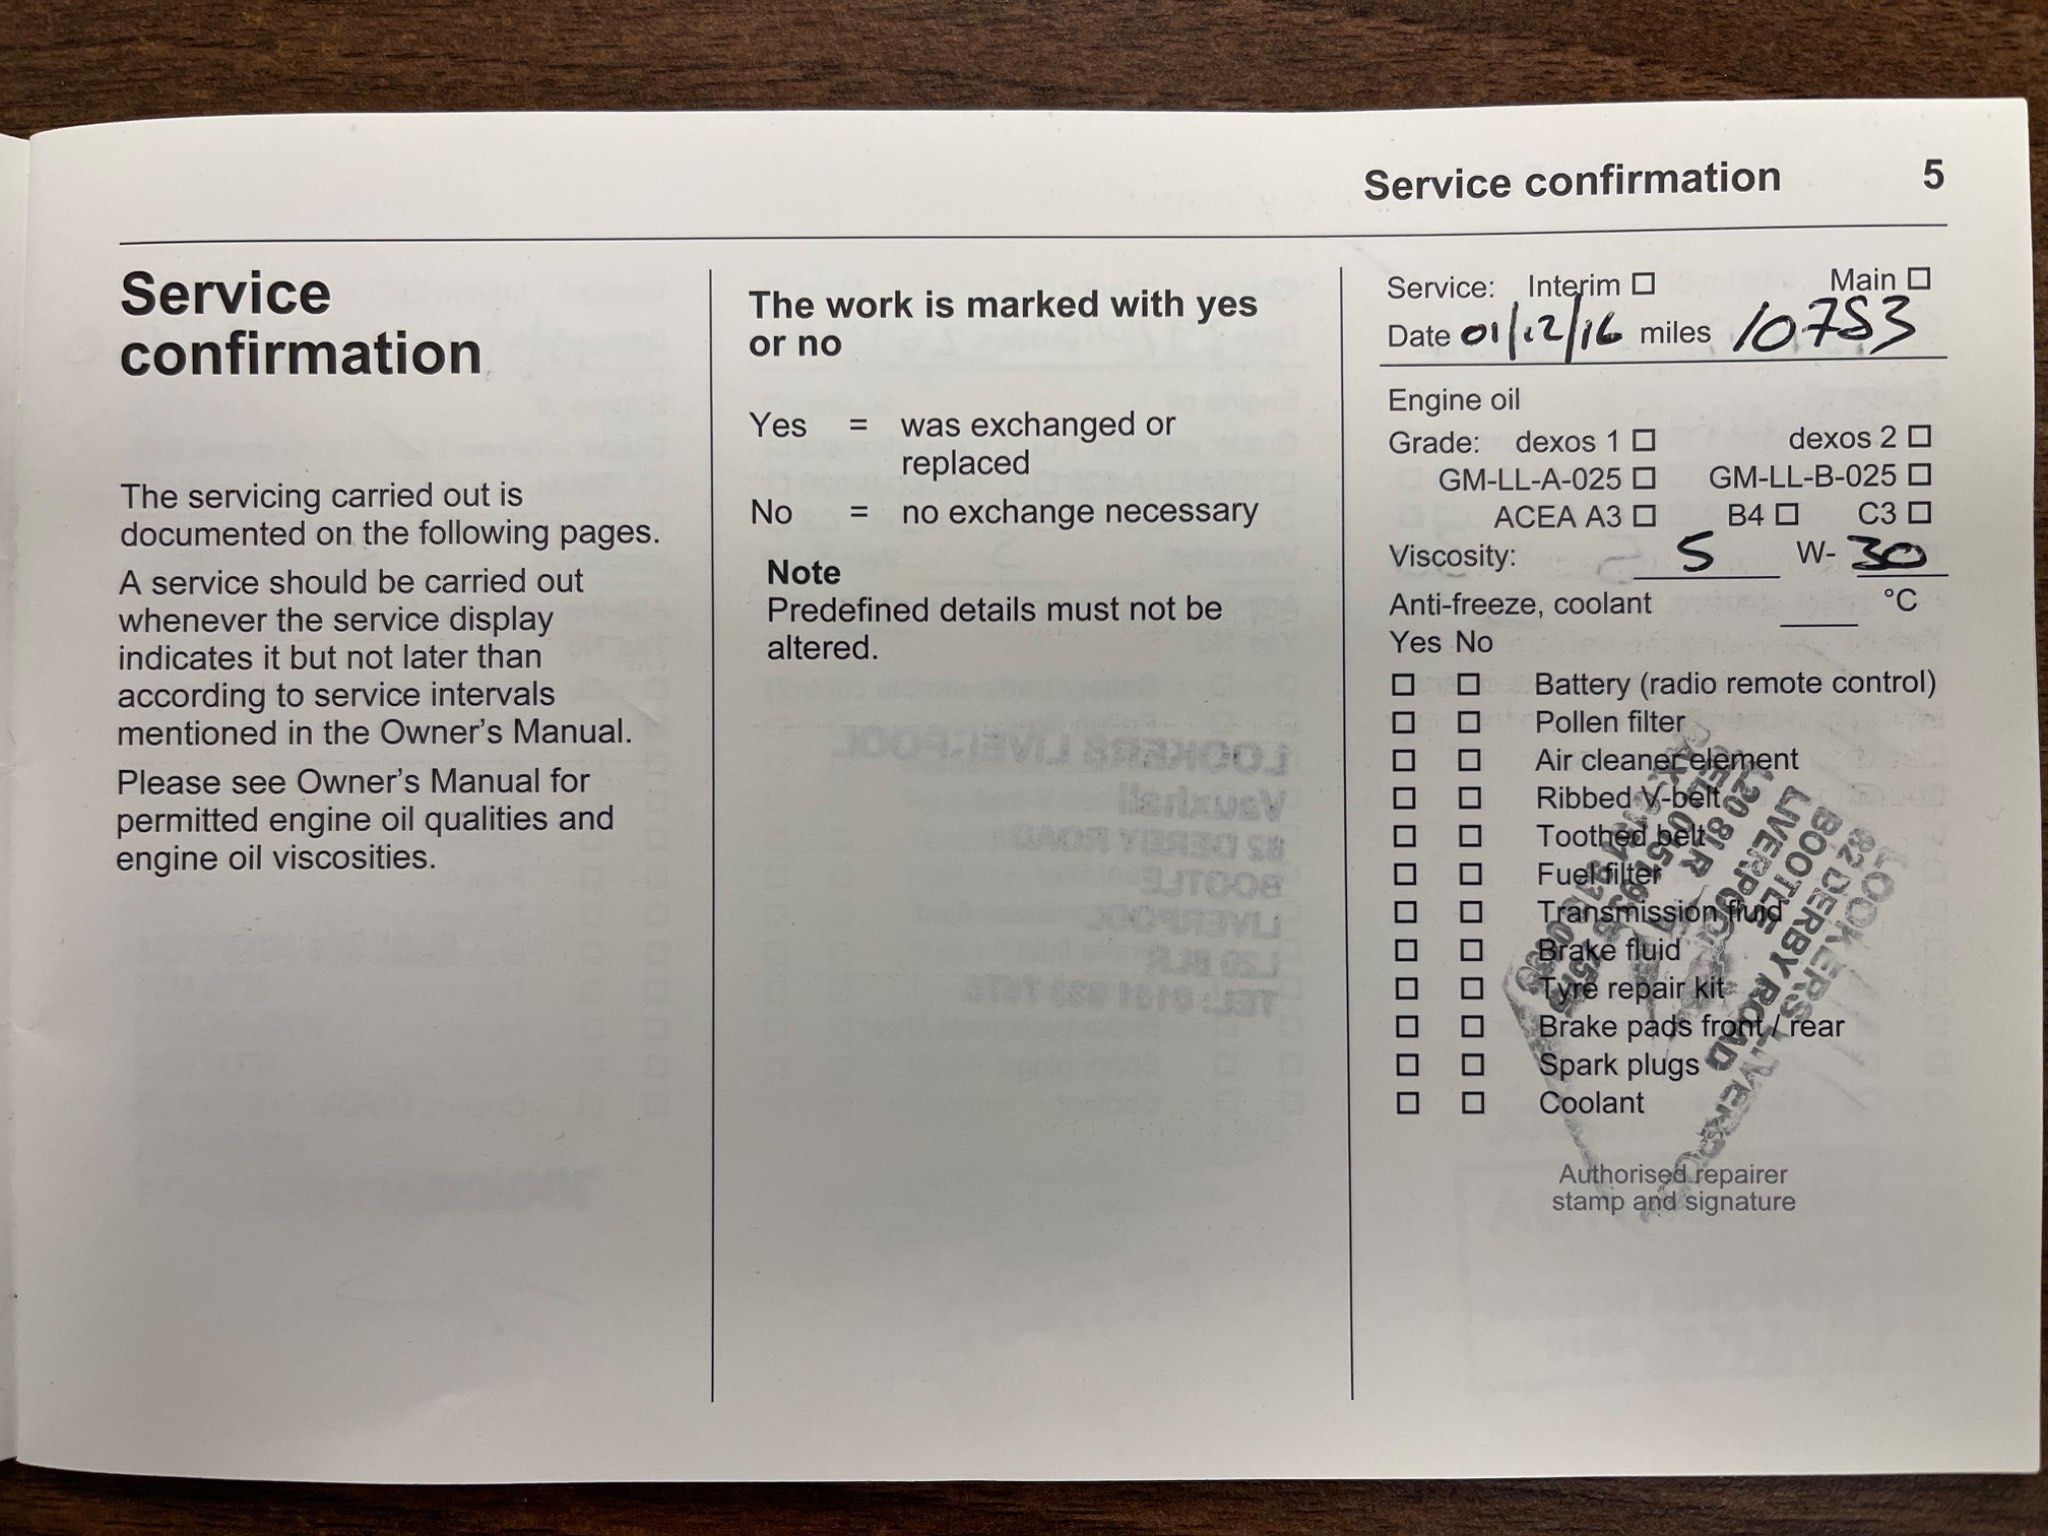 Service confirmation 5
Service
confirmation
The servicing carried out is
documented on the following pages.
A service should be carried out
whenever the service display
indicates it but not later than
according to service intervals
mentioned in the Owner's Manual.
Please see Owner's Manual for
permitted engine oil qualities and
engine oil viscosities.
The work is marked with yes
or no
Yes = was exchanged or
replaced
No = no exchange necessary
Note
Predefined details must not be
altered.
Service: Interim ☐ Main ☐
Date 01/12/16 miles 10753
Engine oil
Grade: dexos 1 ☐ dexos 2 ☐
GM-LL-A-025 ☐ GM-LL-B-025 ☐
ACEA A3 ☐ B4 ☐ C3 ☐
Viscosity: 5 W- 30
Anti-freeze, coolant °C
Yes No
☐ ☐ Battery (radio remote control)
☐ ☐ Pollen filter
☐ ☐ Air cleaner element
☐ ☐ Ribbed V-belt
☐ ☐ Toothed belt
☐ ☐ Fuel filter
☐ ☐ Transmission fluid
☐ ☐ Brake fluid
☐ ☐ Tyre repair kit
☐ ☐ Brake pads front / rear
☐ ☐ Spark plugs
☐ ☐ Coolant
LOOKERS LIVERPOOL
82 DERBY ROAD
BOOTLE
LIVERPOOL
L20 8LR
Authorised repairer
stamp and signature